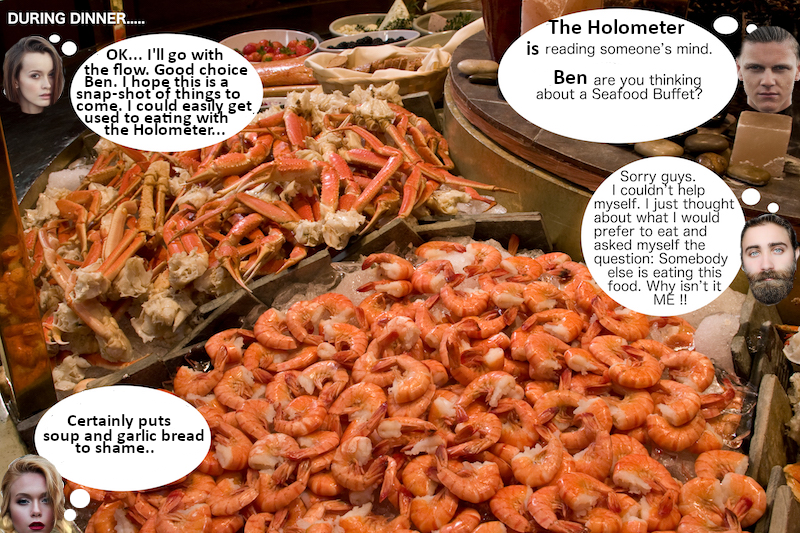 DURING DINNER.....
OK... I'll go with
the flow. Good choice
Ben. I hope this is a
snap-shot of things to
come. I could easily get
used to eating with
the Holometer...
The Holometer
is reading someone's mind.
Ben are you thinking
about a Seafood Buffet?
Sorry guys.
I couldn't help
myself. I just thought
about what I would
prefer to eat and
asked myself the
question: Somebody
else is eating this
food. Why isn't it
ME !!
Certainly puts
soup and garlic bread
to shame..